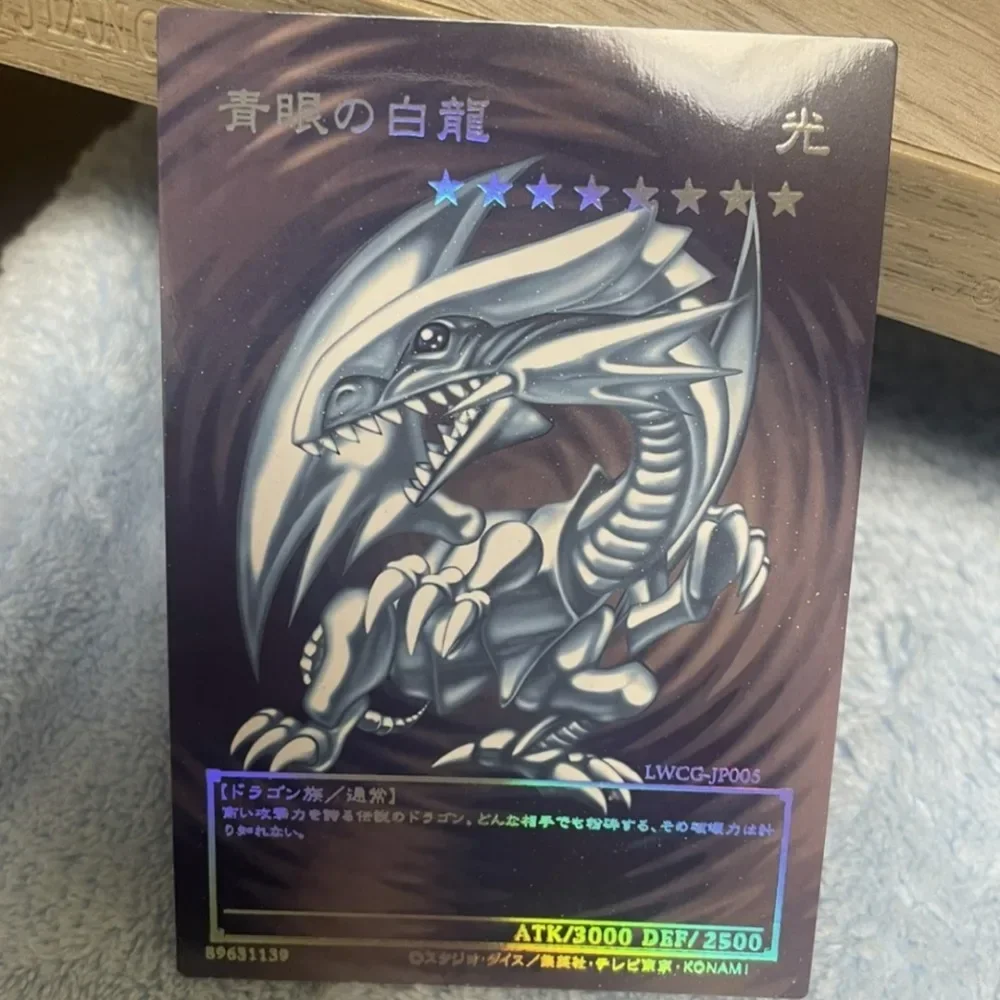 青眼の白龍 光
LWCG-JP005
【ドラゴン族／通常】
高い攻撃力を誇る伝説のドラゴン。どんな相手でも粉砕する、その破壊力は計
り知れない。
ATK/3000 DEF/2500
89631139
©スタジオ・ダイス／集英社・テレビ東京・KONAMI